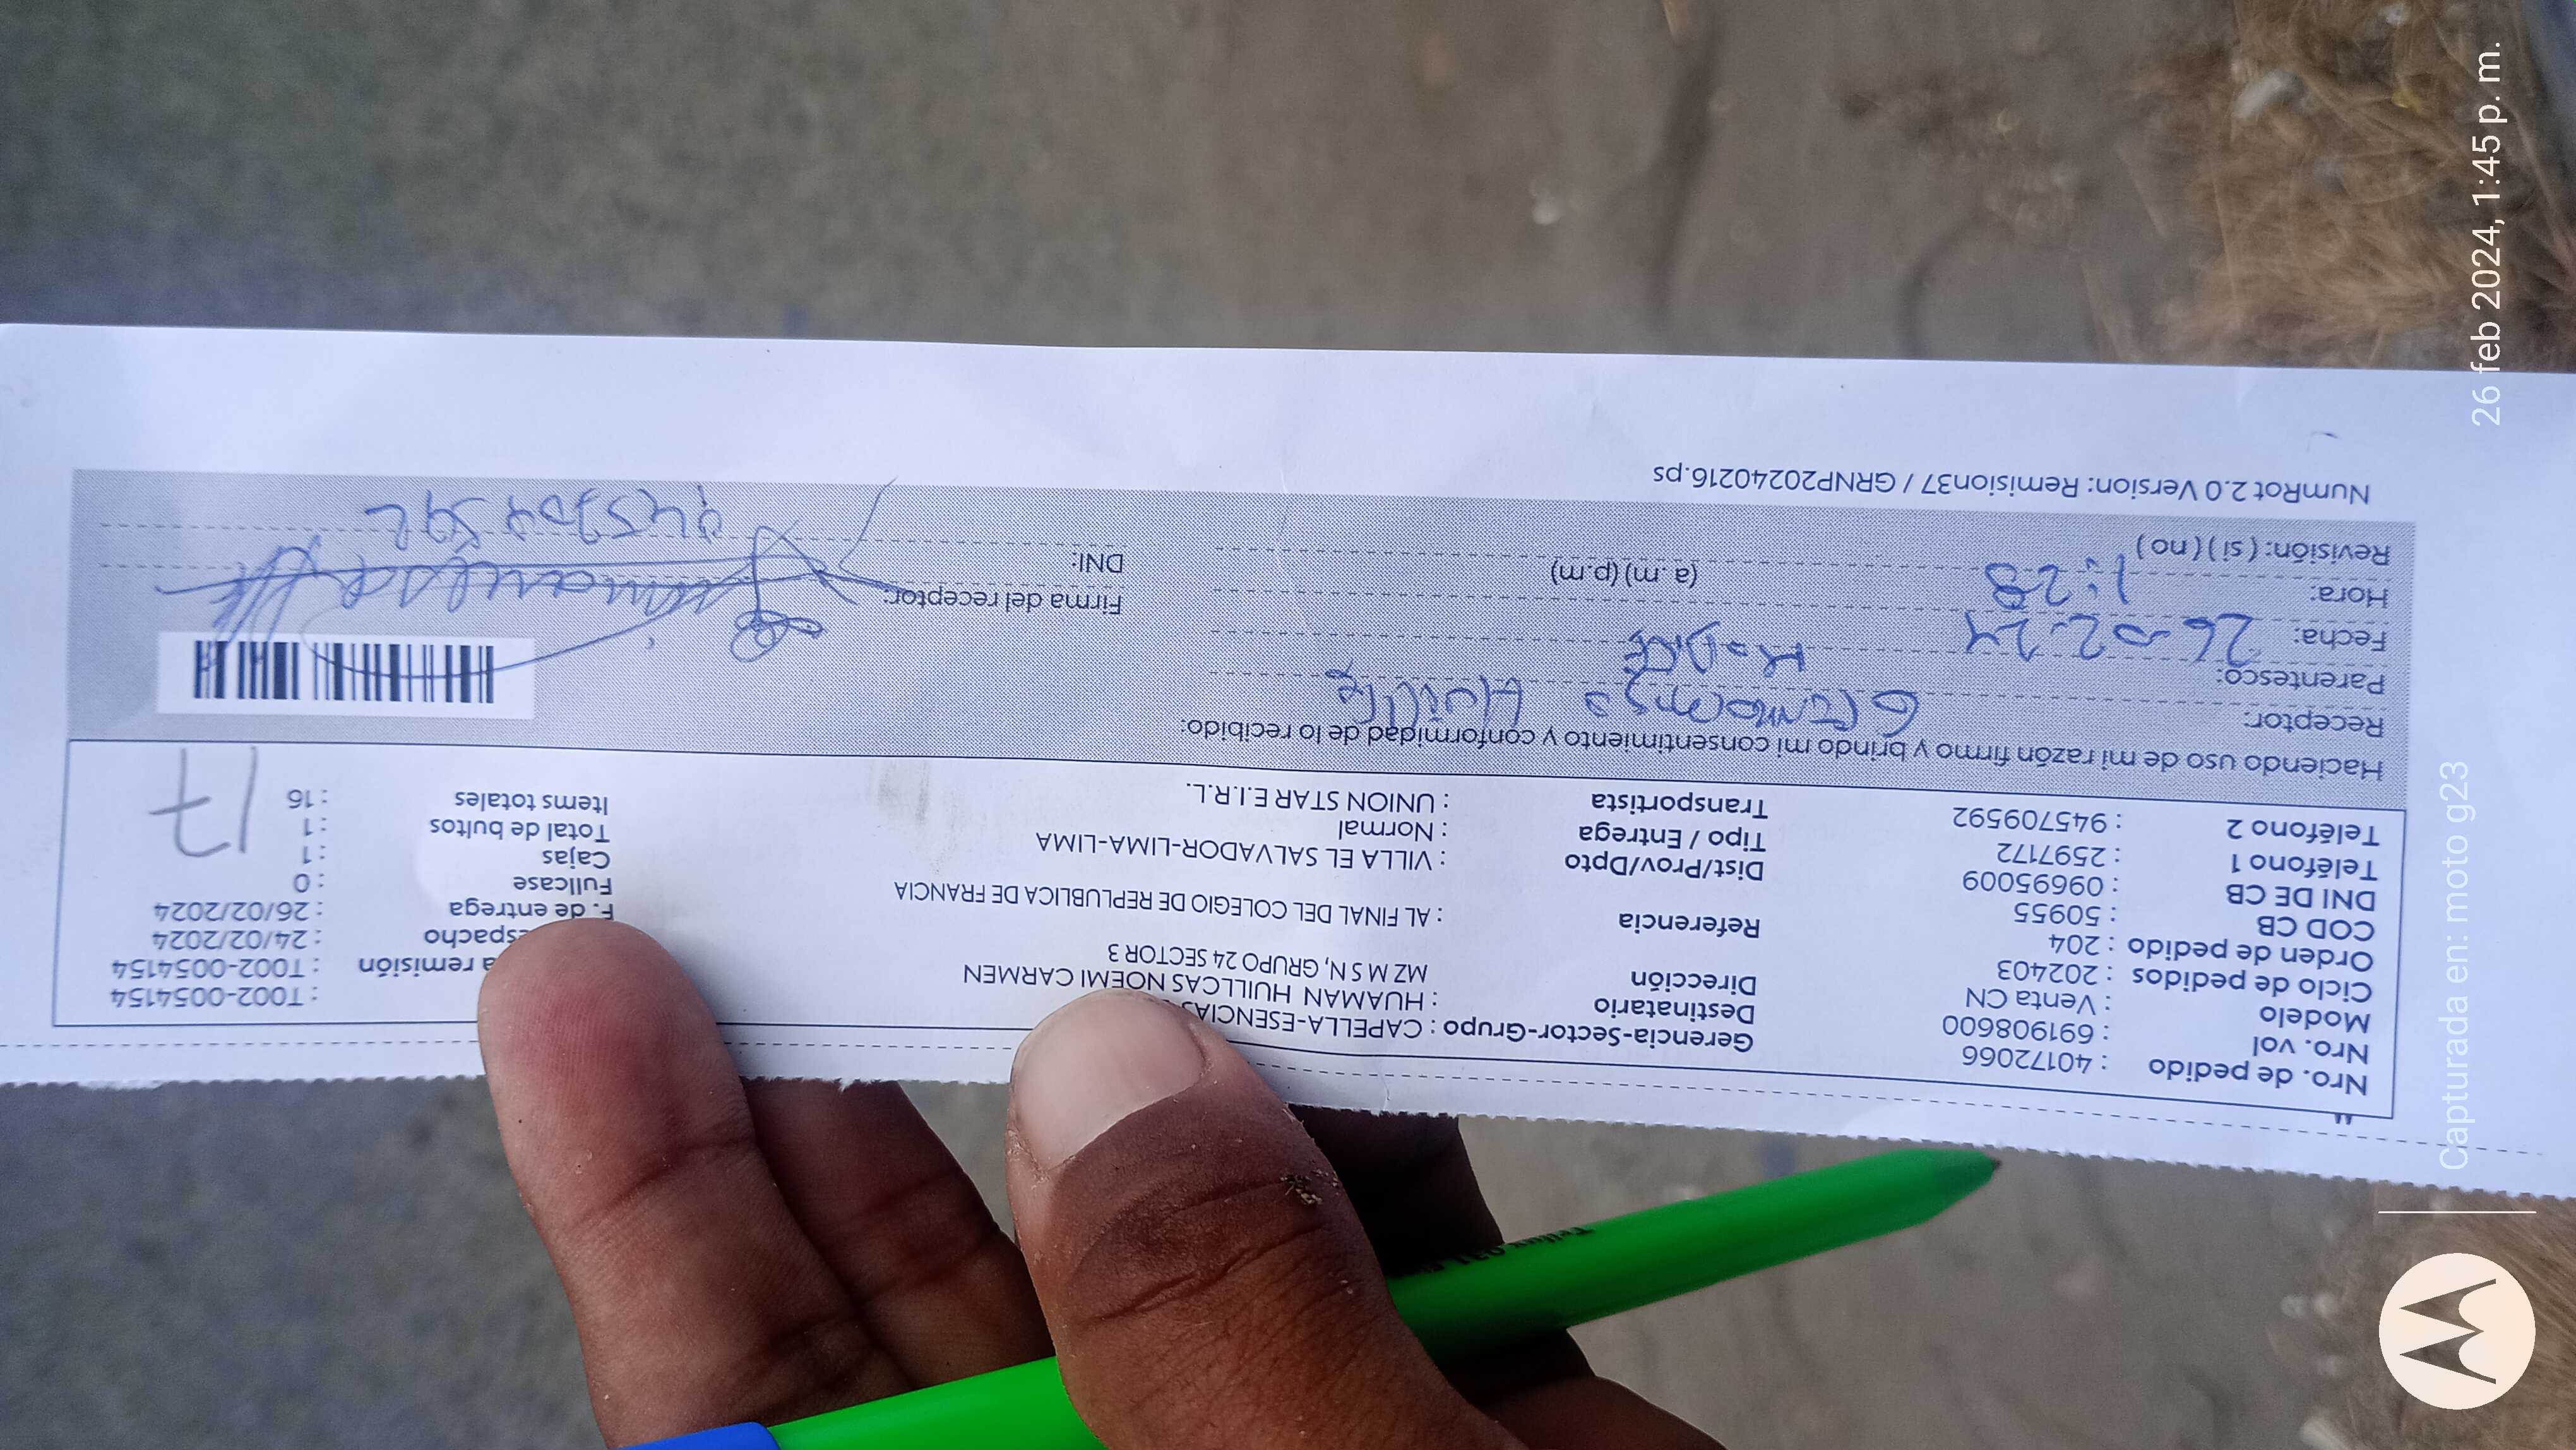 Nro. de pedido : 40172066
Nro. vol : 691908600
Modelo : Venta CN
Ciclo de pedidos : 202403
Orden de pedido : 204
COD CB : 50955
DNI DE CB : 09695009
Teléfono 1 : 2597172
Teléfono 2 : 945709592
Gerencia-Sector-Grupo : CAPELLA-ESENCIAS
Destinatario : HUAMAN HUILLCAS NOEMI CARMEN
Dirección MZ M S N, GRUPO 24 SECTOR 3
Referencia : AL FINAL DEL COLEGIO DE REPLUBLICA DE FRANCIA
Dist/Prov/Dpto : VILLA EL SALVADOR-LIMA-LIMA
Tipo / Entrega : Normal
Transportista : UNION STAR E.I.R.L.
: T002-0054154
a remisión : T002-0054154
espacho : 24/02/2024
F. de entrega : 26/02/2024
Fullcase : 0
Cajas : 1
Total de bultos : 1
Items totales : 16
17
Haciendo uso de mi razón firmo y brindo mi consentimiento y conformidad de lo recibido:
Receptor:
Parentesco:
Fecha: 26-02-24
Hora: 1:28 (a.m) (p.m)
Revisión: (si) (no)
Firma del receptor:
DNI:
NumRot 2.0 Version: Remision37 / GRNP20240216.ps
Capturada en: moto g23
26 feb 2024, 1:45 p. m.